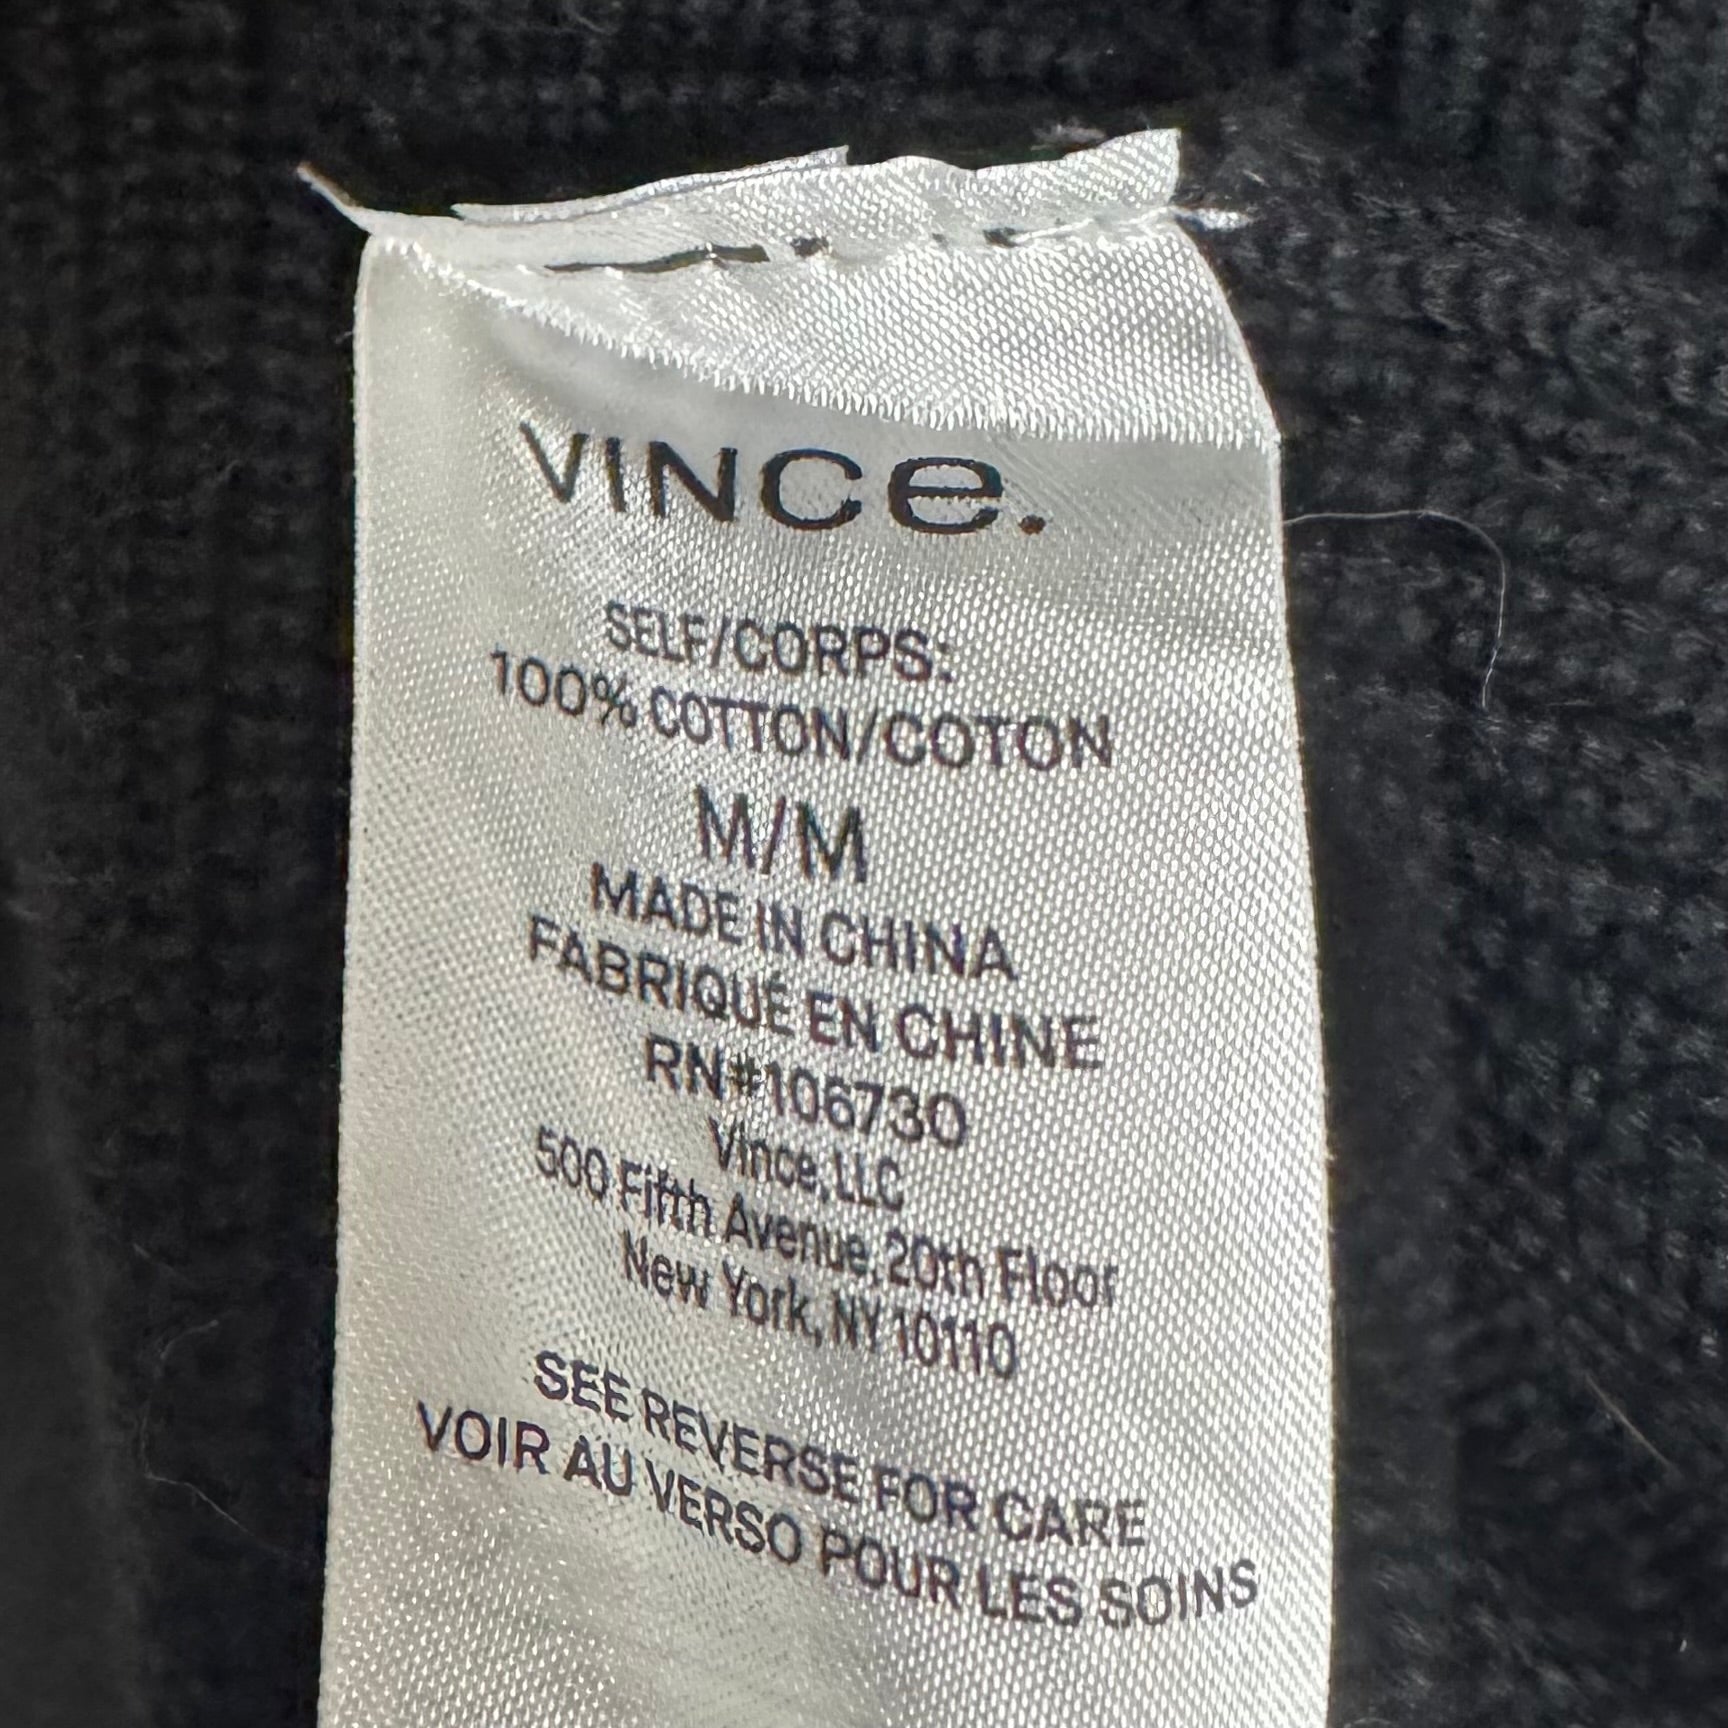 VINCe.
SELF/CORPS:
100% COTTON/COTON
M/M
MADE IN CHINA
FABRIQUÉ EN CHINE
RN#106730
Vince, LLC
500 Fifth Avenue, 20th Floor
New York, NY 10110
SEE REVERSE FOR CARE
VOIR AU VERSO POUR LES SOINS